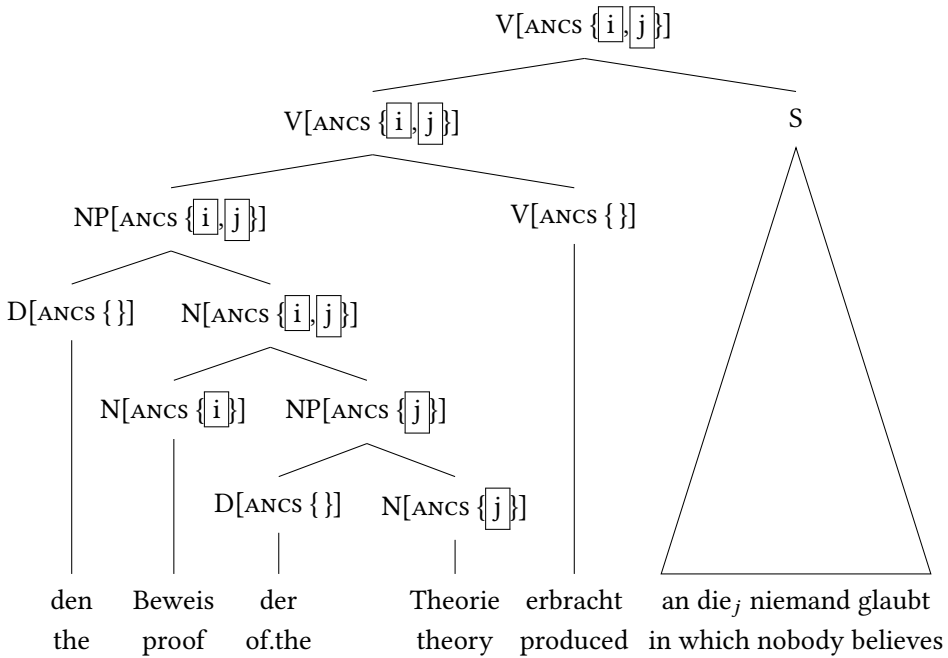 V[ANCS {i,j}]
V[ANCS {i,j}] S
NP[ANCS {i,j}] V[ANCS {}]
D[ANCS {}] N[ANCS {i,j}]
N[ANCS {i}] NP[ANCS {j}]
D[ANCS {}] N[ANCS {j}]
den Beweis der Theorie erbracht an die_j niemand glaubt
the proof of.the theory produced in which nobody believes